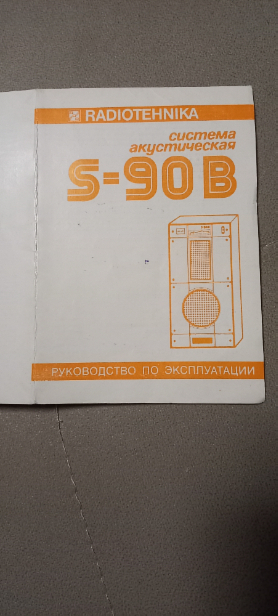 RADIOTEHNIKA
система
акустическая
S-90B
РУКОВОДСТВО ПО ЭКСПЛУАТАЦИИ